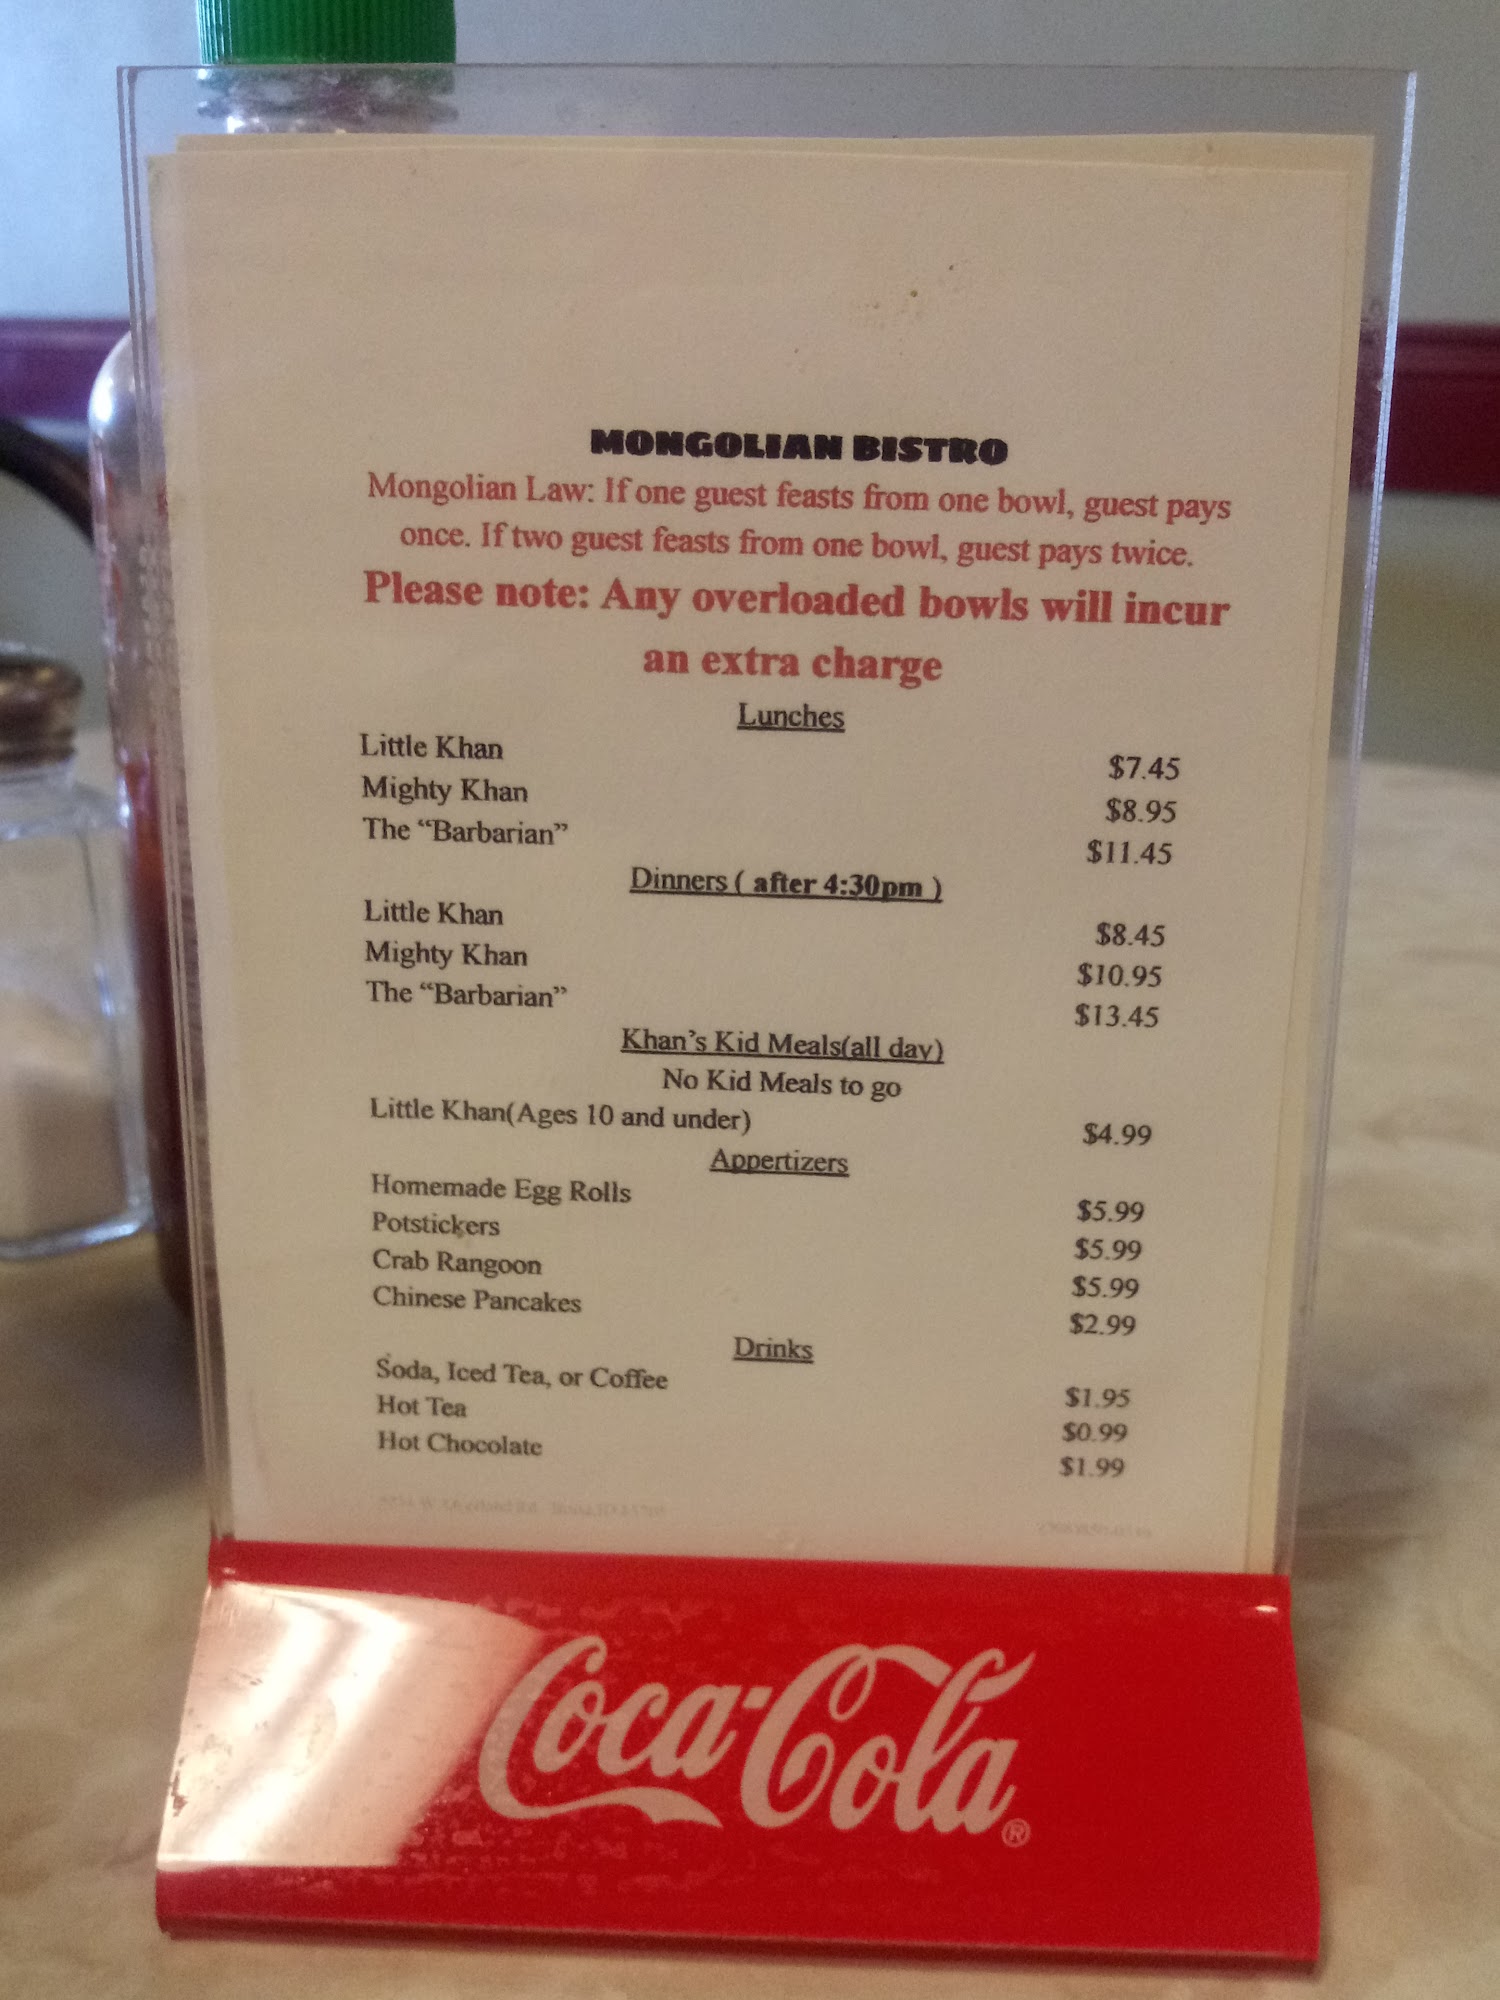 MONGOLIAN BISTRO
Mongolian Law: If one guest feasts from one bowl, guest pays
once. If two guest feasts from one bowl, guest pays twice.
Please note: Any overloaded bowls will incur
an extra charge
Lunches
Little Khan $7.45
Mighty Khan $8.95
The “Barbarian” $11.45
Dinners ( after 4:30pm )
Little Khan $8.45
Mighty Khan $10.95
The “Barbarian” $13.45
Khan’s Kid Meals(all day)
No Kid Meals to go
Little Khan(Ages 10 and under) $4.99
Appertizers
Homemade Egg Rolls $5.99
Potstickers $5.99
Crab Rangoon $5.99
Chinese Pancakes $2.99
Drinks
Soda, Iced Tea, or Coffee $1.95
Hot Tea $0.99
Hot Chocolate $1.99
Coca-Cola®